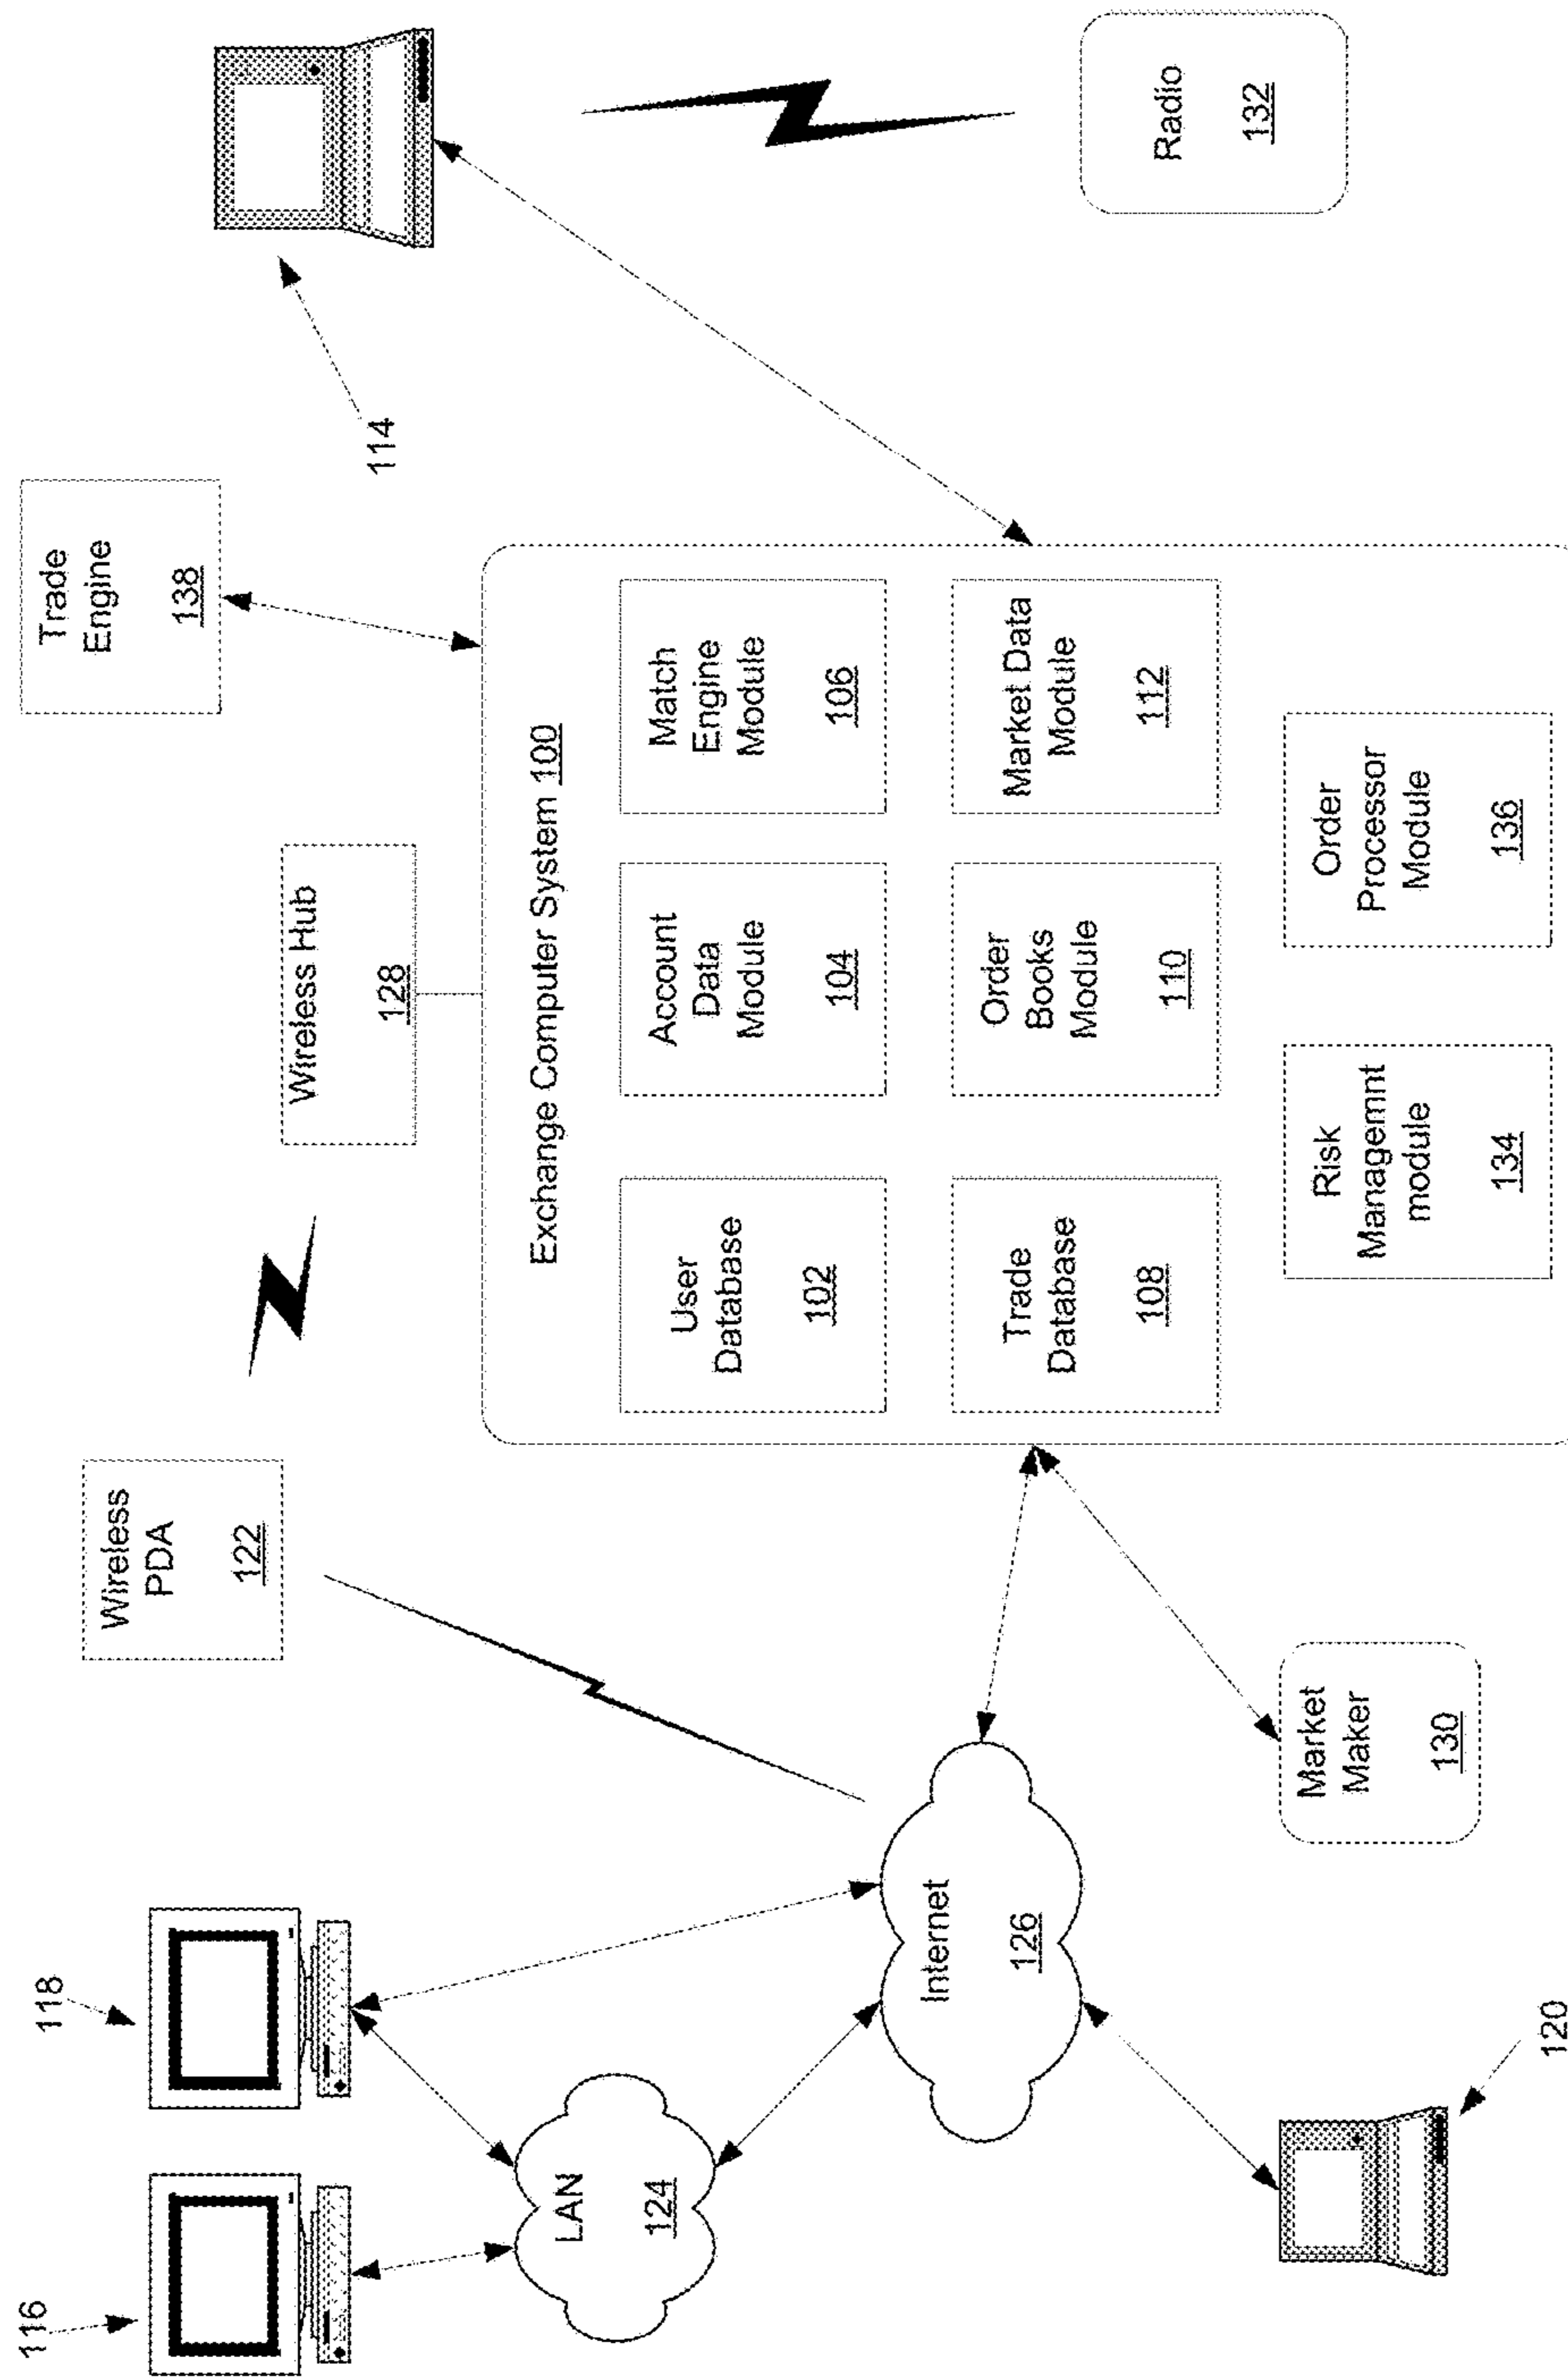 116
118
Wireless
PDA
122
Wireless Hub
128
Trade
Engine
138
114
LAN
124
Internet
126
120
Market
Maker
130
Exchange Computer System 100
User
Database
102
Account
Data
Module
104
Match
Engine
Module
106
Trade
Database
108
Order
Books
Module
110
Market Data
Module
112
Risk
Managemnt
module
134
Order
Processor
Module
136
Radio
132